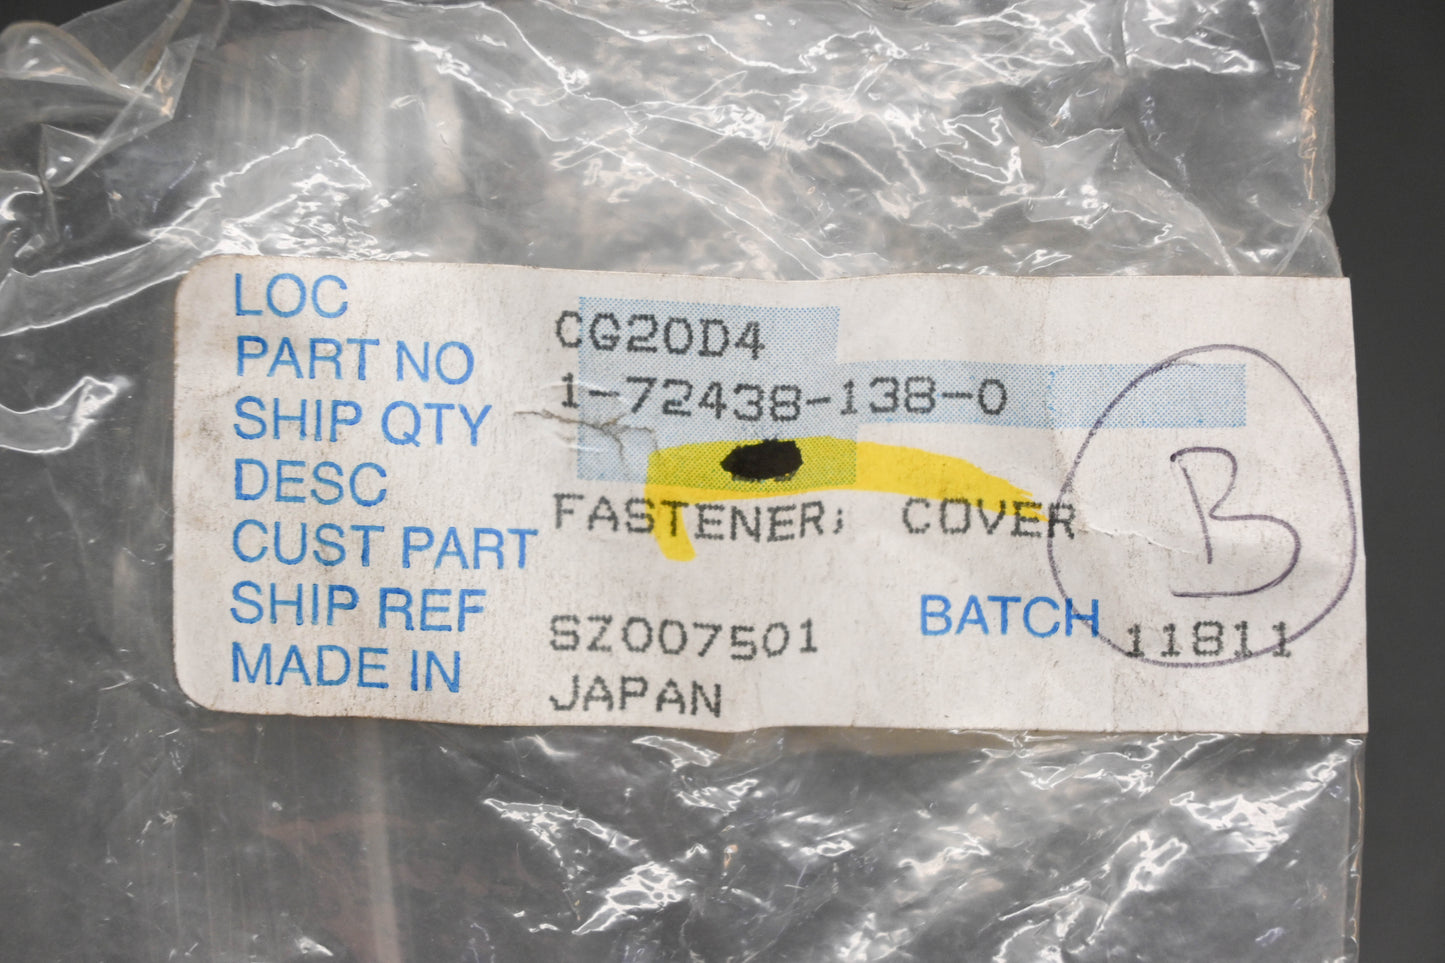 LOC CG20D4
PART NO 1-72438-138-0
SHIP QTY
DESC FASTENER; COVER
CUST PART
SHIP REF SZ007501 BATCH 11811
MADE IN JAPAN
B